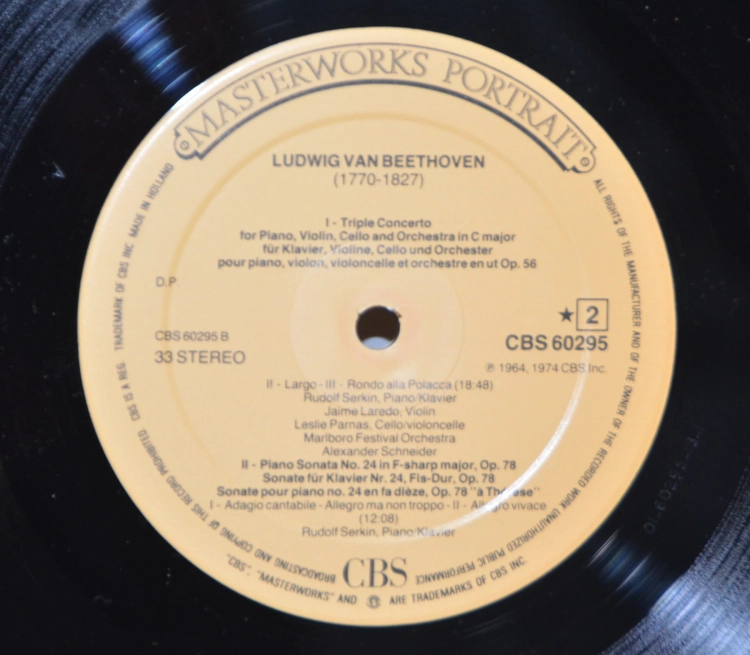 MASTERWORKS PORTRAIT
LUDWIG VAN BEETHOVEN
(1770-1827)
I - Triple Concerto
for Piano, Violin, Cello and Orchestra in C major
für Klavier, Violine, Cello und Orchester
pour piano, violon, violoncelle et orchestre en ut Op. 56
D.P.
★ 2
CBS 60295 B
CBS 60295
33 STEREO
℗ 1964, 1974 CBS Inc.
II - Largo - III - Rondo alla Polacca (18:48)
Rudolf Serkin, Piano/Klavier
Jaime Laredo, Violin
Leslie Parnas, Cello/violoncelle
Marlboro Festival Orchestra
Alexander Schneider
II - Piano Sonata No. 24 in F-sharp major, Op. 78
Sonate für Klavier Nr. 24, Fis-Dur, Op. 78
Sonate pour piano no. 24 en fa dièze, Op. 78 "à Thérèse"
I - Adagio cantabile - Allegro ma non troppo - II - Allegro vivace
(12:08)
Rudolf Serkin, Piano/Klavier
CBS
ALL RIGHTS OF THE MANUFACTURER AND OF THE OWNER OF THE RECORDED WORK UNAUTHORIZED PUBLIC PERFORMANCE
BROADCASTING AND COPYING OF THIS RECORD PROHIBITED. CBS IS A REG. TRADEMARK OF CBS INC. MADE IN HOLLAND
"CBS", "MASTERWORKS" AND ARE TRADEMARKS OF CBS INC.